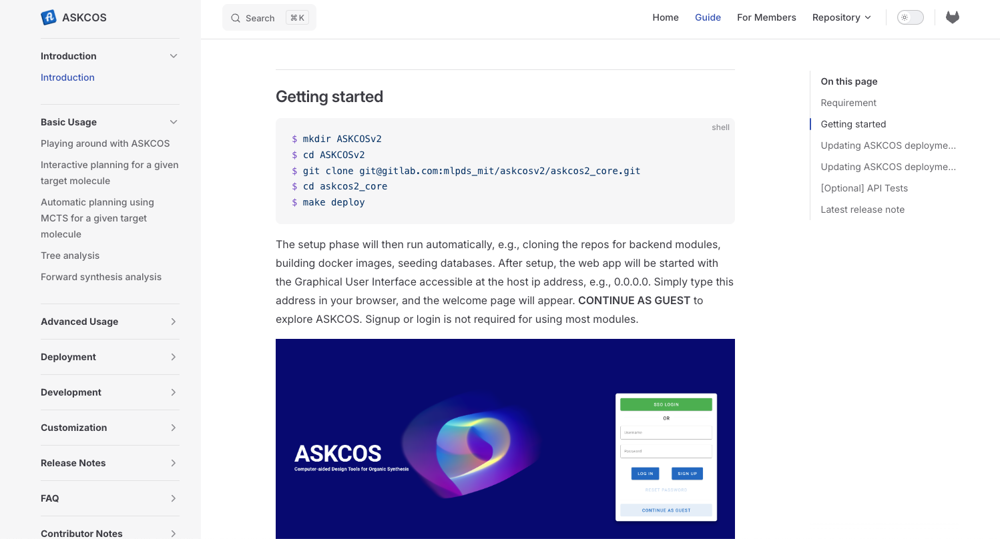 ASKCOS
Search
⌘ K
Home
Guide
For Members
Repository
Introduction
Introduction
Basic Usage
Playing around with ASKCOS
Interactive planning for a given
target molecule
Automatic planning using
MCTS for a given target
molecule
Tree analysis
Forward synthesis analysis
Advanced Usage
Deployment
Development
Customization
Release Notes
FAQ
Contributor Notes
Getting started
shell
$ mkdir ASKCOSv2
$ cd ASKCOSv2
$ git clone git@gitlab.com:mlpds_mit/askcosv2/askcos2_core.git
$ cd askcos2_core
$ make deploy
The setup phase will then run automatically, e.g., cloning the repos for backend modules,
building docker images, seeding databases. After setup, the web app will be started with
the Graphical User Interface accessible at the host ip address, e.g., 0.0.0.0. Simply type this
address in your browser, and the welcome page will appear. CONTINUE AS GUEST to
explore ASKCOS. Signup or login is not required for using most modules.
ASKCOS
Computer-aided Design Tools for Organic Synthesis
SSO LOGIN
OR
Username
Password
LOG IN
SIGN UP
RESET PASSWORD
CONTINUE AS GUEST
On this page
Requirement
Getting started
Updating ASKCOS deployme...
Updating ASKCOS deployme...
[Optional] API Tests
Latest release note